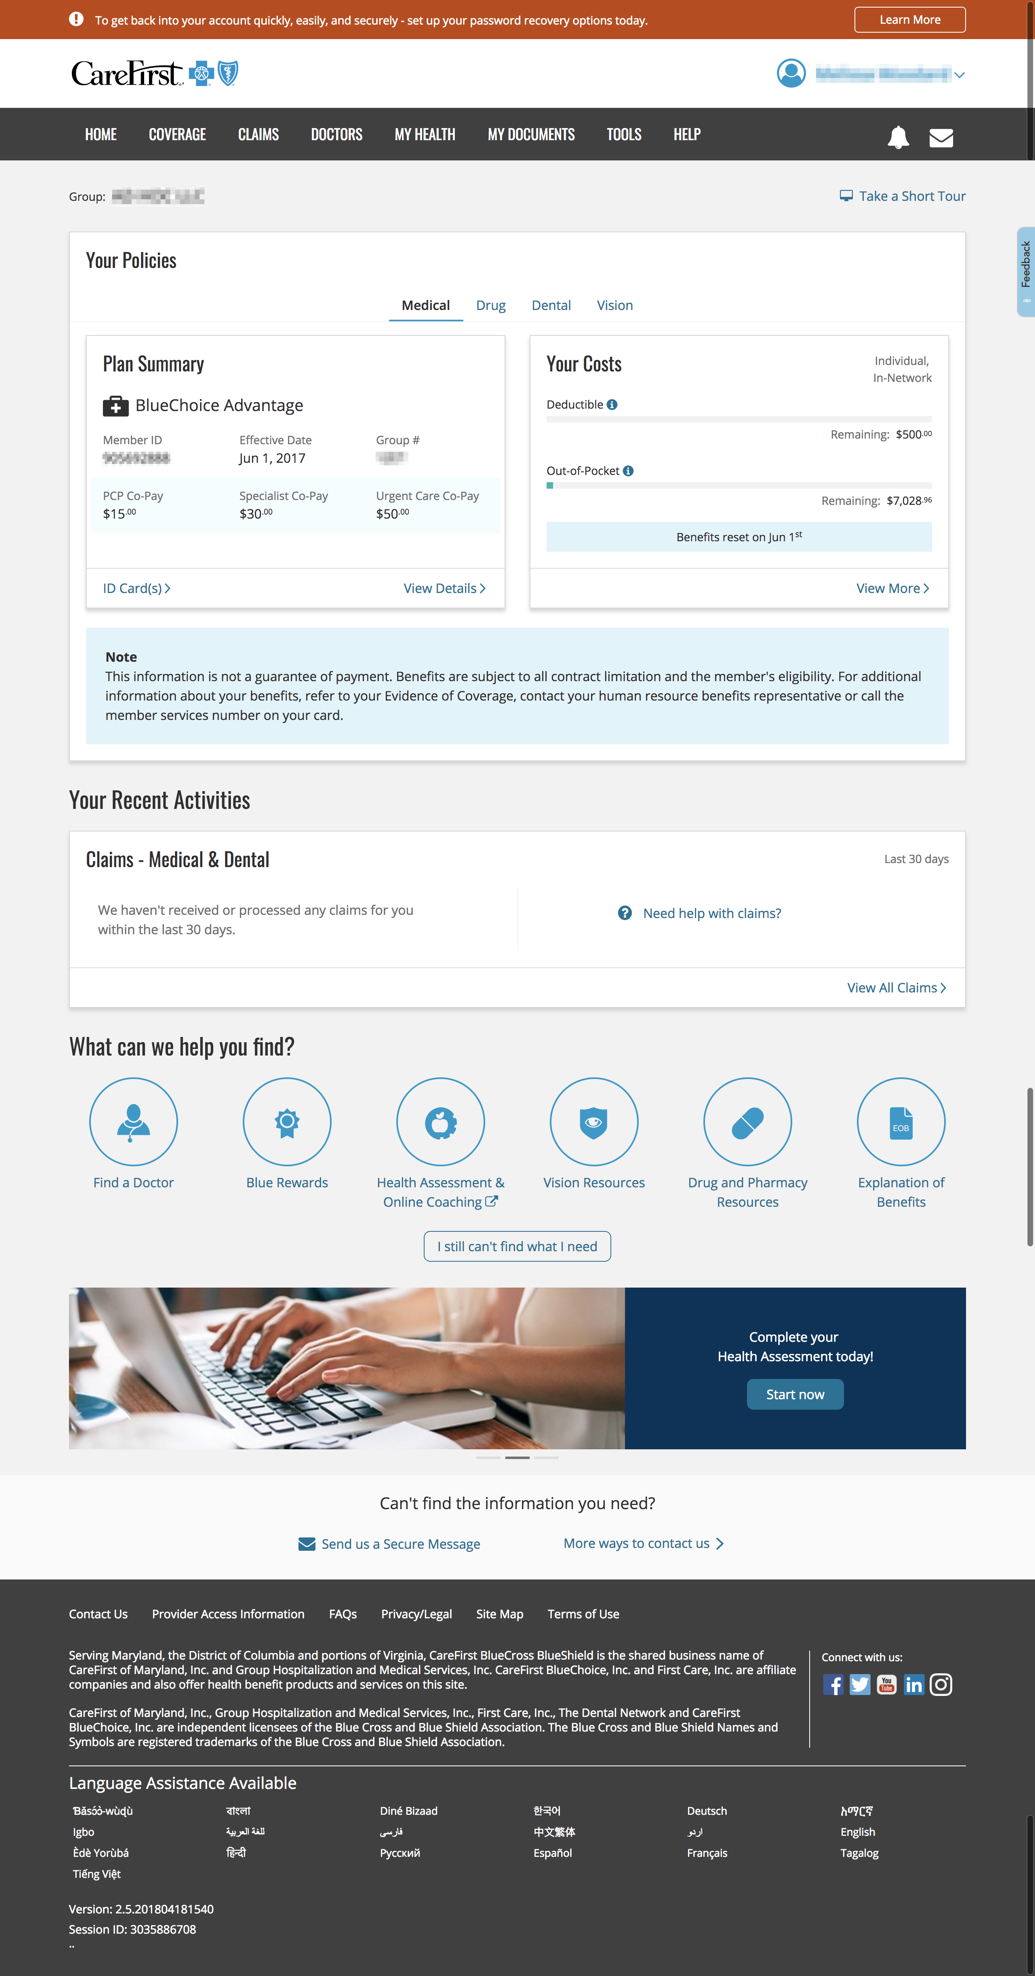 To get back into your account quickly, easily, and securely - set up your password recovery options today.
Learn More
CareFirst
HOME COVERAGE CLAIMS DOCTORS MY HEALTH MY DOCUMENTS TOOLS HELP
Group:
Take a Short Tour
Feedback
Your Policies
Medical Drug Dental Vision
Plan Summary
BlueChoice Advantage
Member ID Effective Date Group #
Jun 1, 2017
PCP Co-Pay Specialist Co-Pay Urgent Care Co-Pay
$15.00 $30.00 $50.00
ID Card(s) View Details
Your Costs
Individual,
In-Network
Deductible
Remaining: $500.00
Out-of-Pocket
Remaining: $7,028.96
Benefits reset on Jun 1st
View More
Note
This information is not a guarantee of payment. Benefits are subject to all contract limitation and the member's eligibility. For additional
information about your benefits, refer to your Evidence of Coverage, contact your human resource benefits representative or call the
member services number on your card.
Your Recent Activities
Claims - Medical & Dental
Last 30 days
We haven't received or processed any claims for you
within the last 30 days.
Need help with claims?
View All Claims
What can we help you find?
EOB
Find a Doctor
Blue Rewards
Health Assessment &
Online Coaching
Vision Resources
Drug and Pharmacy
Resources
Explanation of
Benefits
I still can't find what I need
Complete your
Health Assessment today!
Start now
Can't find the information you need?
Send us a Secure Message
More ways to contact us
Contact Us Provider Access Information FAQs Privacy/Legal Site Map Terms of Use
Serving Maryland, the District of Columbia and portions of Virginia, CareFirst BlueCross BlueShield is the shared business name of
CareFirst of Maryland, Inc. and Group Hospitalization and Medical Services, Inc. CareFirst BlueChoice, Inc. and First Care, Inc. are affiliate
companies and also offer health benefit products and services on this site.
CareFirst of Maryland, Inc., Group Hospitalization and Medical Services, Inc., First Care, Inc., The Dental Network and CareFirst
BlueChoice, Inc. are independent licensees of the Blue Cross and Blue Shield Association. The Blue Cross and Blue Shield Names and
Symbols are registered trademarks of the Blue Cross and Blue Shield Association.
Connect with us:
You Tube
Language Assistance Available
Ɓǎsɔ́ɔ̀-wùɖù বাংলা Diné Bizaad 한국어 Deutsch አማርኛ
Igbo اللغة العربية فارسی 中文繁体 اردو English
Èdè Yorùbá हिन्दी Русский Español Français Tagalog
Tiếng Việt
Version: 2.5.201804181540
Session ID: 3035886708
..